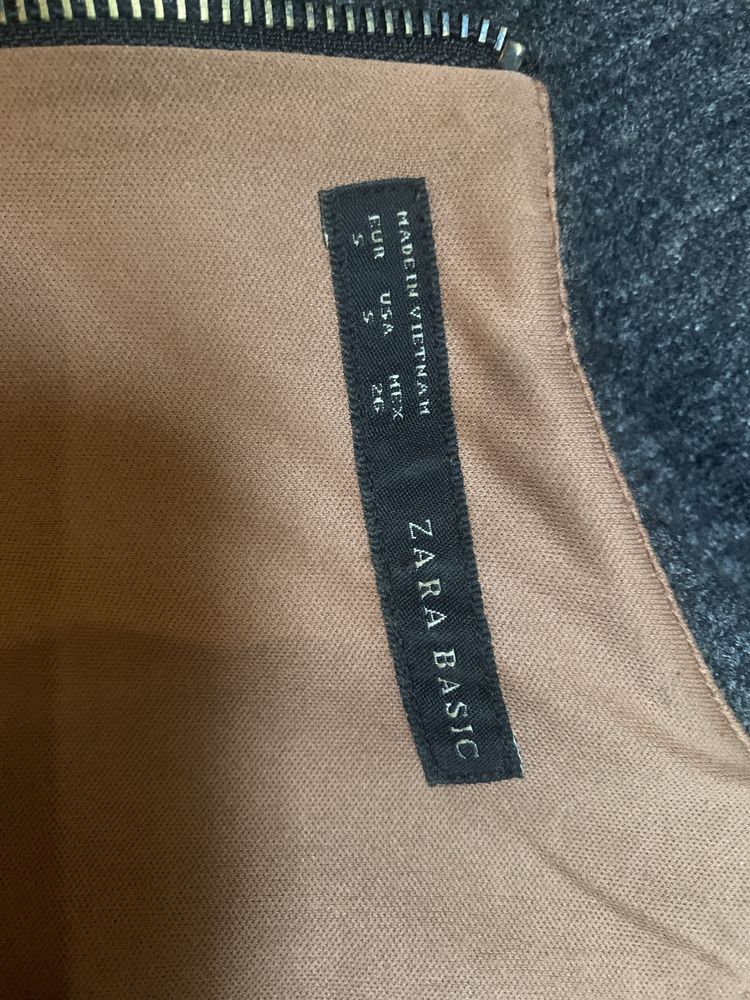 ZARA BASIC
EUR USA MEX
S S 26
MADE IN VIETNAM